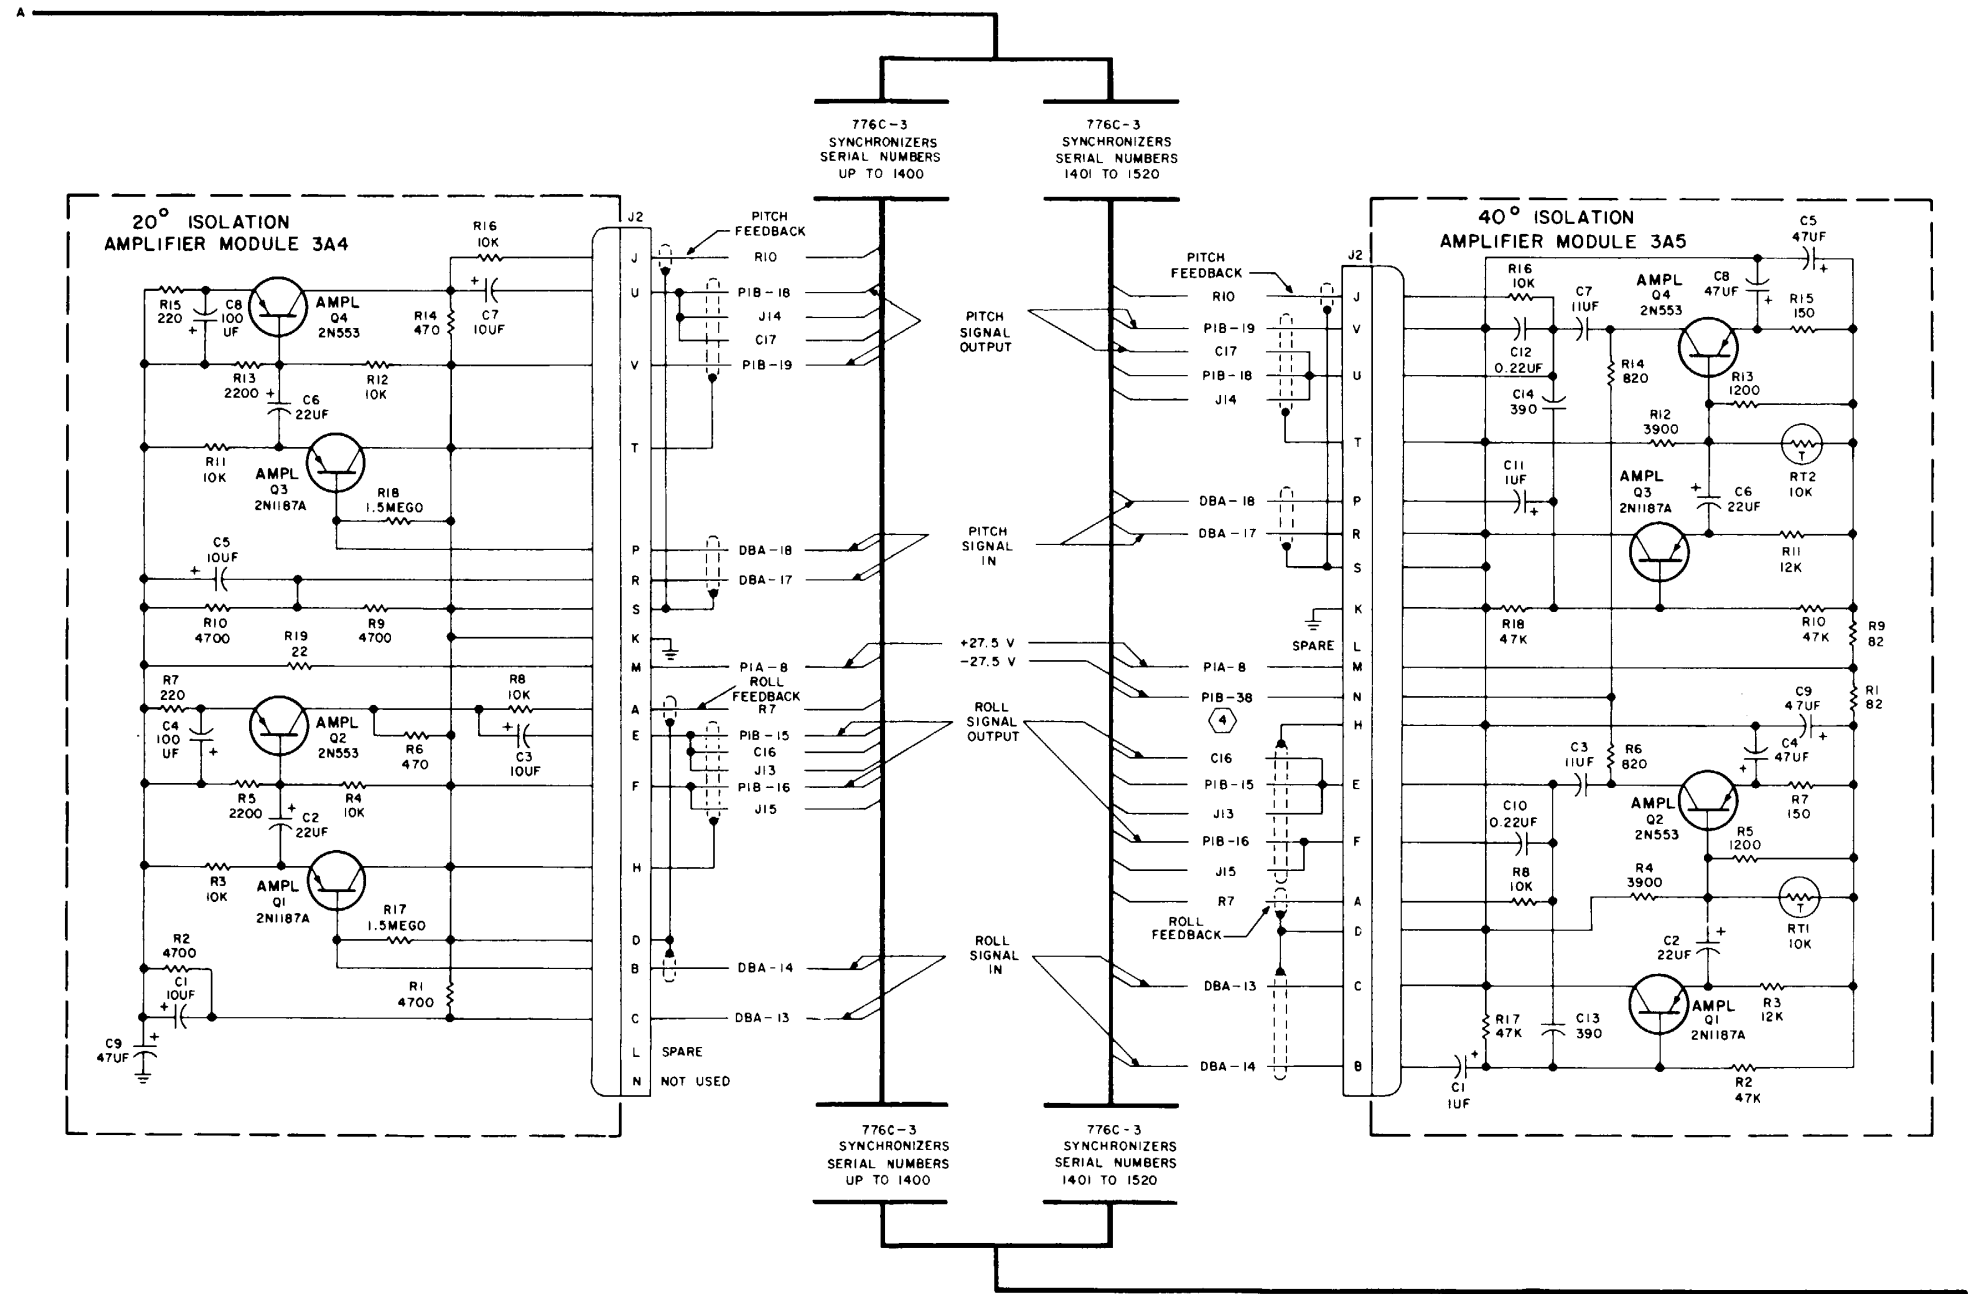 A
776C-3
SYNCHRONIZERS
SERIAL NUMBERS
UP TO 1400
776C-3
SYNCHRONIZERS
SERIAL NUMBERS
1401 TO 1520
20° ISOLATION
AMPLIFIER MODULE 3A4
R16
10K
R15
220
C8
100
UF
+
AMPL
Q4
2N553
R14
470
+
C7
10UF
R13
2200
R12
10K
+
C6
22UF
R11
10K
AMPL
Q3
2N1187A
R18
1.5MEGO
C5
10UF
+
R10
4700
R9
4700
R19
22
R7
220
C4
100
UF
+
AMPL
Q2
2N553
R8
10K
R6
470
+
C3
10UF
R5
2200
R4
10K
+
C2
22UF
R3
10K
AMPL
Q1
2N1187A
R17
1.5MEGO
R2
4700
C1
10UF
+
R1
4700
C9
47UF
+
J2
J
U
V
T
P
R
S
K
M
A
E
F
H
D
B
C
L SPARE
N NOT USED
PITCH
FEEDBACK
R10
P1B-18
J14
C17
P1B-19
DBA-18
DBA-17
P1A-8
ROLL
FEEDBACK
R7
P1B-15
C16
J13
P1B-16
J15
DBA-14
DBA-13
PITCH
SIGNAL
OUTPUT
PITCH
SIGNAL
IN
+27.5 V
-27.5 V
ROLL
SIGNAL
OUTPUT
ROLL
SIGNAL
IN
PITCH
FEEDBACK
R10
P1B-19
C17
P1B-18
J14
DBA-18
DBA-17
SPARE
P1A-8
P1B-38
4
C16
P1B-15
J13
P1B-16
J15
R7
ROLL
FEEDBACK
DBA-13
DBA-14
J2
J
V
U
T
P
R
S
K
L
M
N
H
E
F
A
D
C
B
40° ISOLATION
AMPLIFIER MODULE 3A5
C5
47UF
+
R16
10K
C7
11UF
AMPL
Q4
2N553
C8
47UF
+
R15
150
C12
0.22UF
R14
820
R13
1200
C14
390
R12
3900
T
RT2
10K
C11
1UF
+
AMPL
Q3
2N1187A
+
C6
22UF
R11
12K
R18
47K
R10
47K
R9
82
R1
82
C9
47UF
+
C3
11UF
R6
820
C4
47UF
+
AMPL
Q2
2N553
R7
150
C10
0.22UF
R5
1200
R8
10K
R4
3900
T
RT1
10K
C2
22UF
+
R17
47K
C13
390
AMPL
Q1
2N1187A
R3
12K
+
C1
1UF
R2
47K
776C-3
SYNCHRONIZERS
SERIAL NUMBERS
UP TO 1400
776C-3
SYNCHRONIZERS
SERIAL NUMBERS
1401 TO 1520